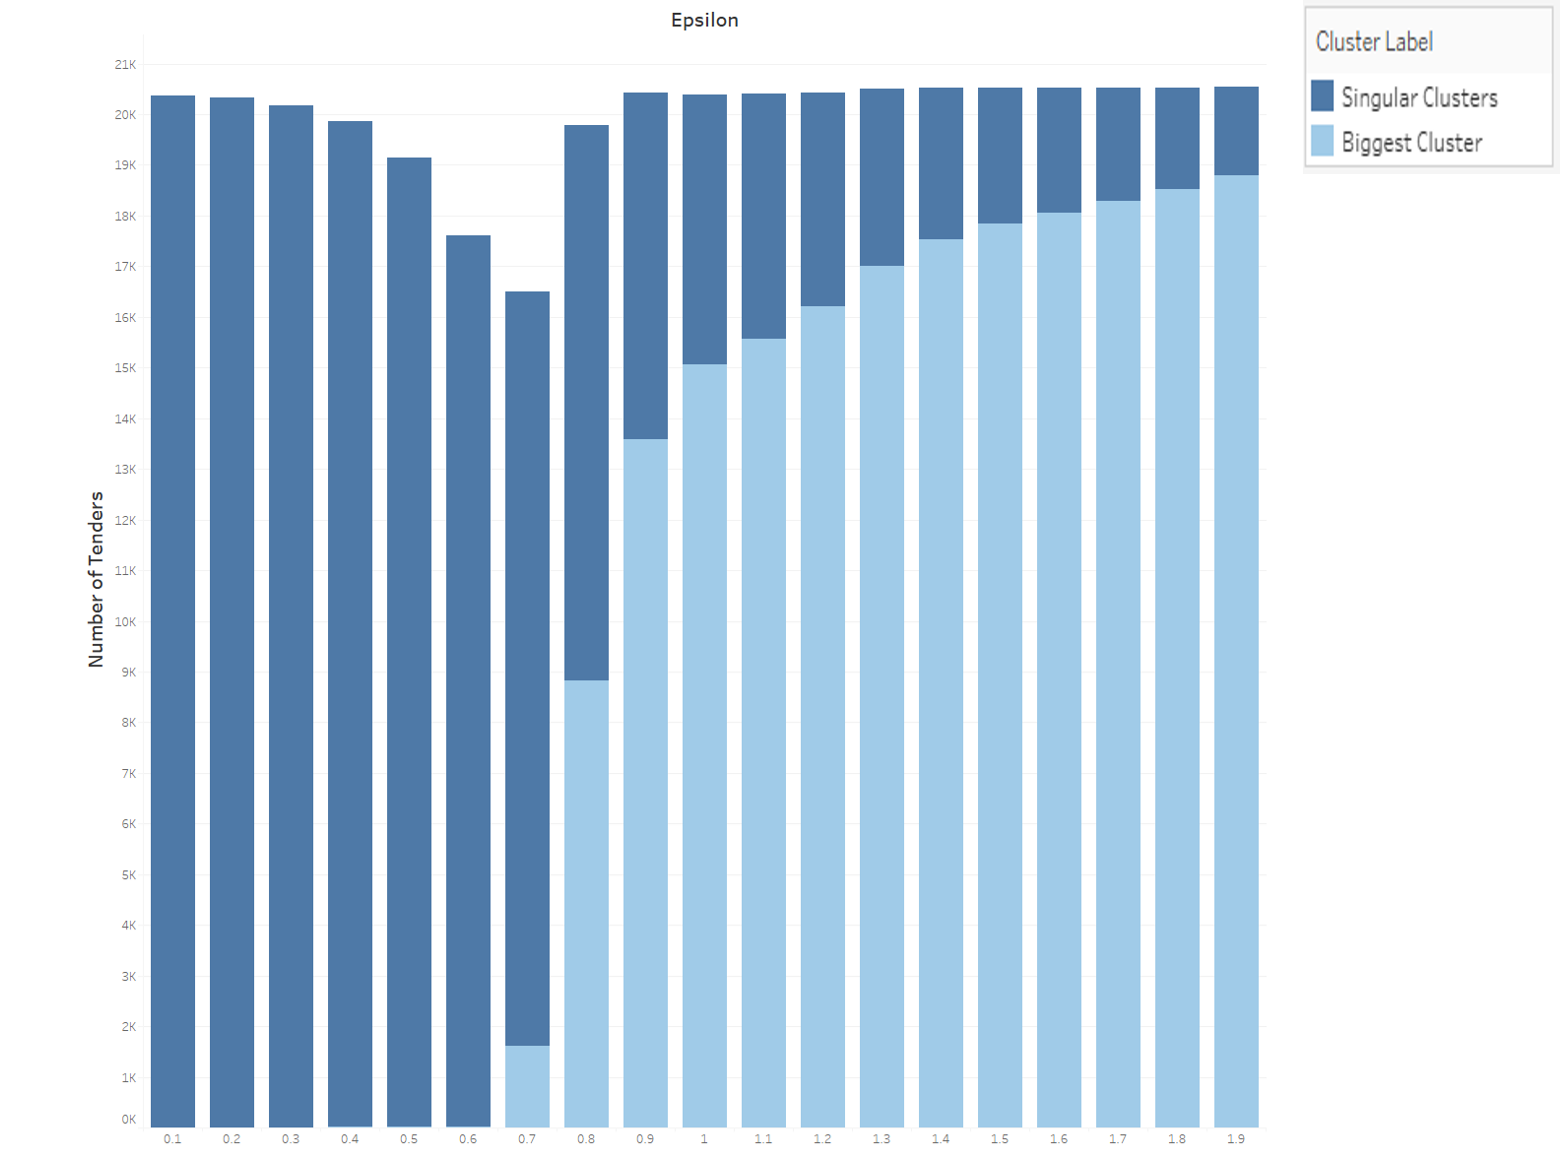 Epsilon
Cluster Label
Singular Clusters
Biggest Cluster
Number of Tenders
21K
20K
19K
18K
17K
16K
15K
14K
13K
12K
11K
10K
9K
8K
7K
6K
5K
4K
3K
2K
1K
0K
0.1 0.2 0.3 0.4 0.5 0.6 0.7 0.8 0.9 1 1.1 1.2 1.3 1.4 1.5 1.6 1.7 1.8 1.9